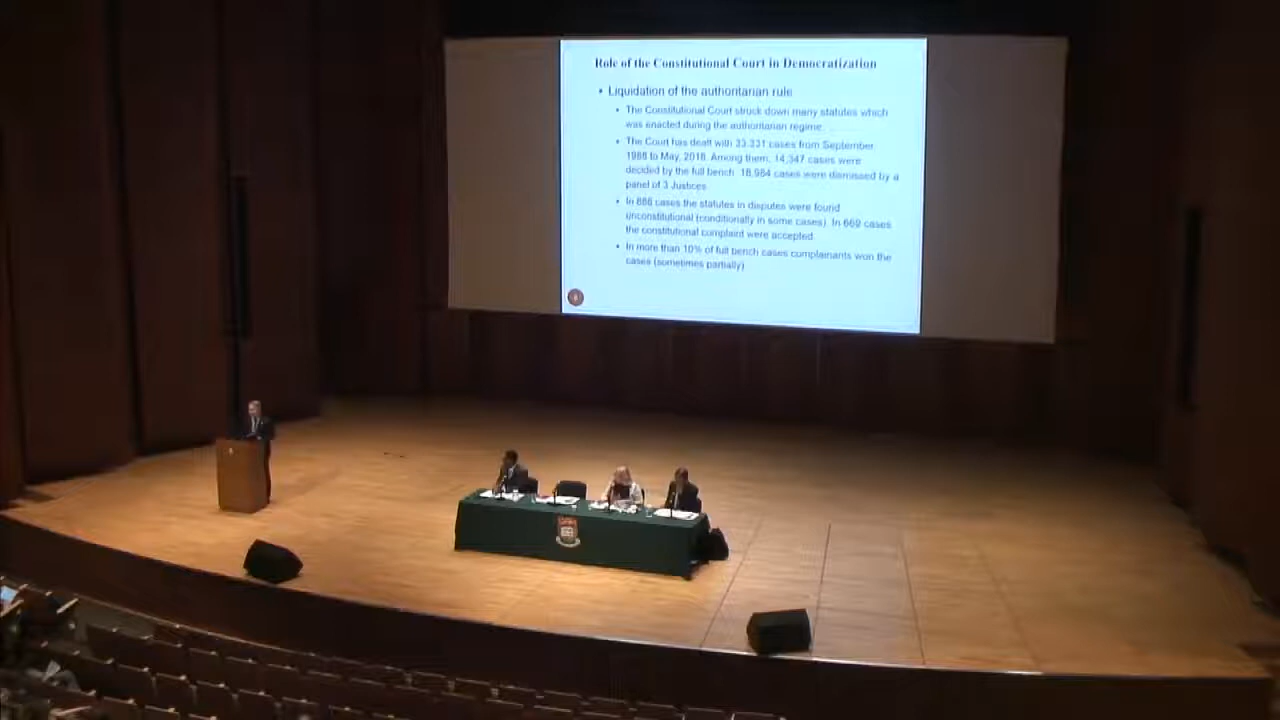 Role of the Constitutional Court in Democratization
• Liquidation of the authoritarian rule
• The Constitutional Court struck down many statutes which
was enacted during the authoritarian regime.
• The Court has dealt with 33,331 cases from September
1988 to May, 2018. Among them, 14,347 cases were
decided by the full bench. 18,984 cases were dismissed by a
panel of 3 Justices.
• In 886 cases the statutes in disputes were found
unconstitutional (conditionally in some cases). In 669 cases
the constitutional complaint were accepted.
• In more than 10% of full bench cases complainants won the
cases (sometimes partially)